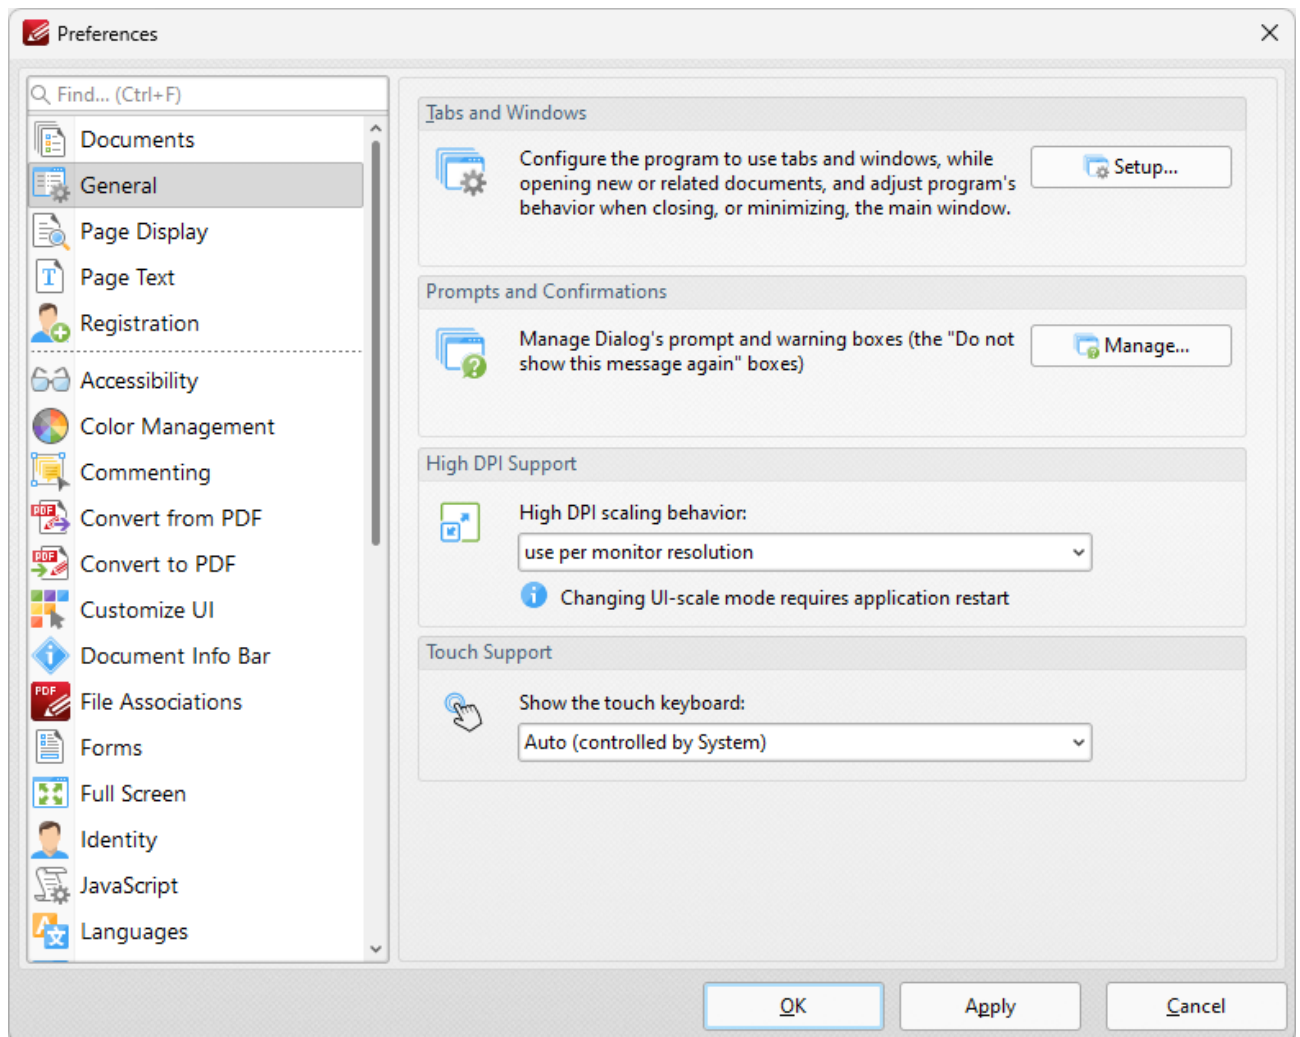 Preferences
Find... (Ctrl+F)
Documents
General
Page Display
Page Text
Registration
Accessibility
Color Management
Commenting
Convert from PDF
Convert to PDF
Customize UI
Document Info Bar
File Associations
Forms
Full Screen
Identity
JavaScript
Languages
Tabs and Windows
Configure the program to use tabs and windows, while
opening new or related documents, and adjust program's
behavior when closing, or minimizing, the main window.
Setup...
Prompts and Confirmations
Manage Dialog's prompt and warning boxes (the "Do not
show this message again" boxes)
Manage...
High DPI Support
High DPI scaling behavior:
use per monitor resolution
Changing UI-scale mode requires application restart
Touch Support
Show the touch keyboard:
Auto (controlled by System)
OK
Apply
Cancel